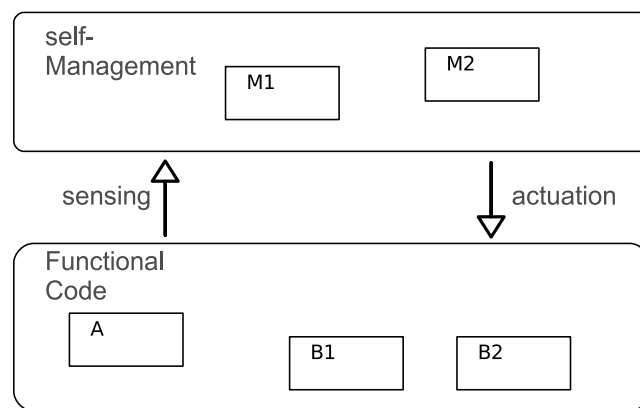 self-
Management
M1
M2
sensing
actuation
Functional
Code
A
B1
B2